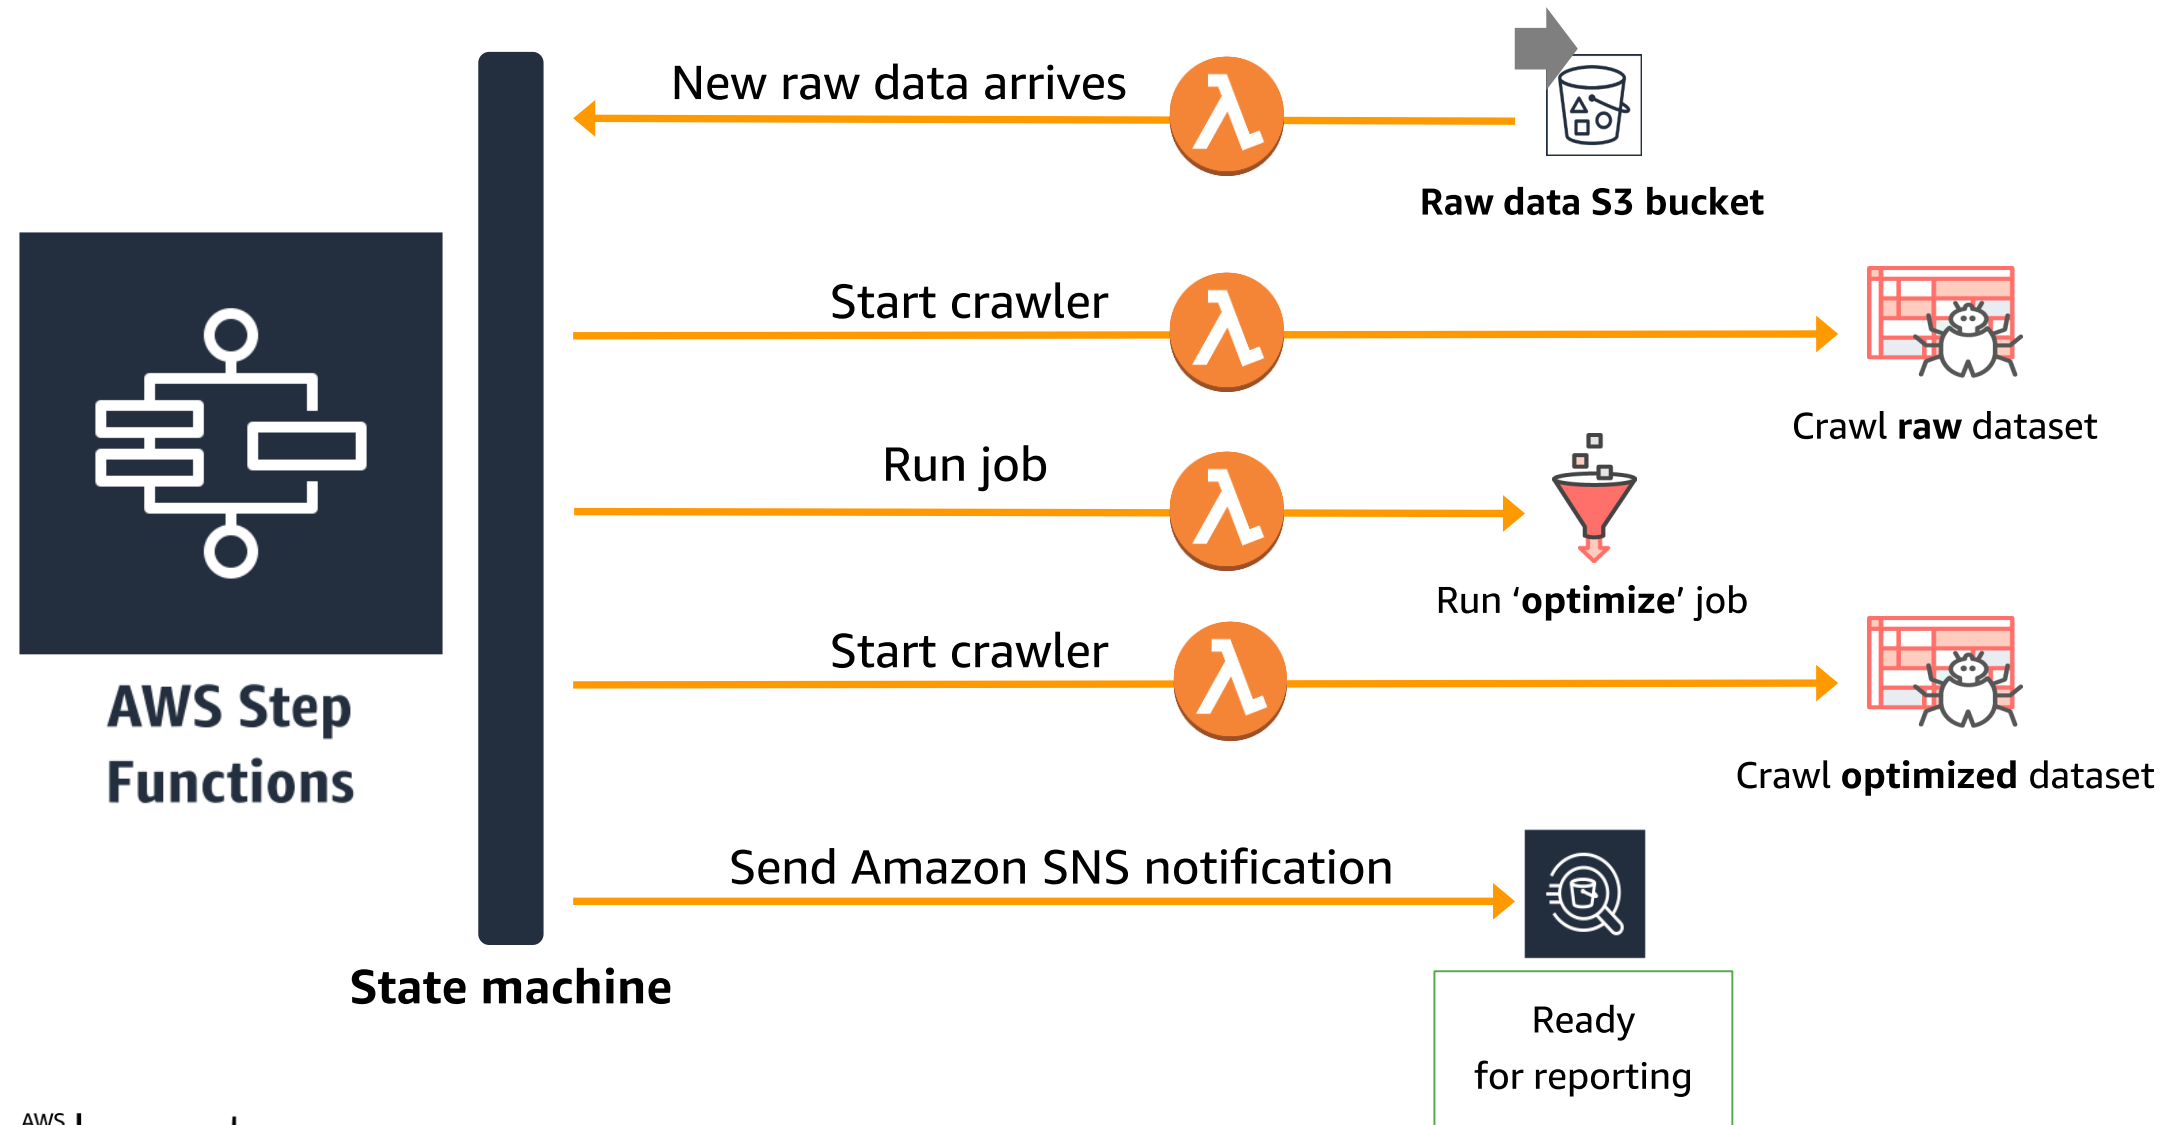 New raw data arrives
Raw data S3 bucket
Start crawler
Crawl raw dataset
Run job
Run ‘optimize’ job
Start crawler
Crawl optimized dataset
AWS Step
Functions
Send Amazon SNS notification
State machine
Ready
for reporting
AWS